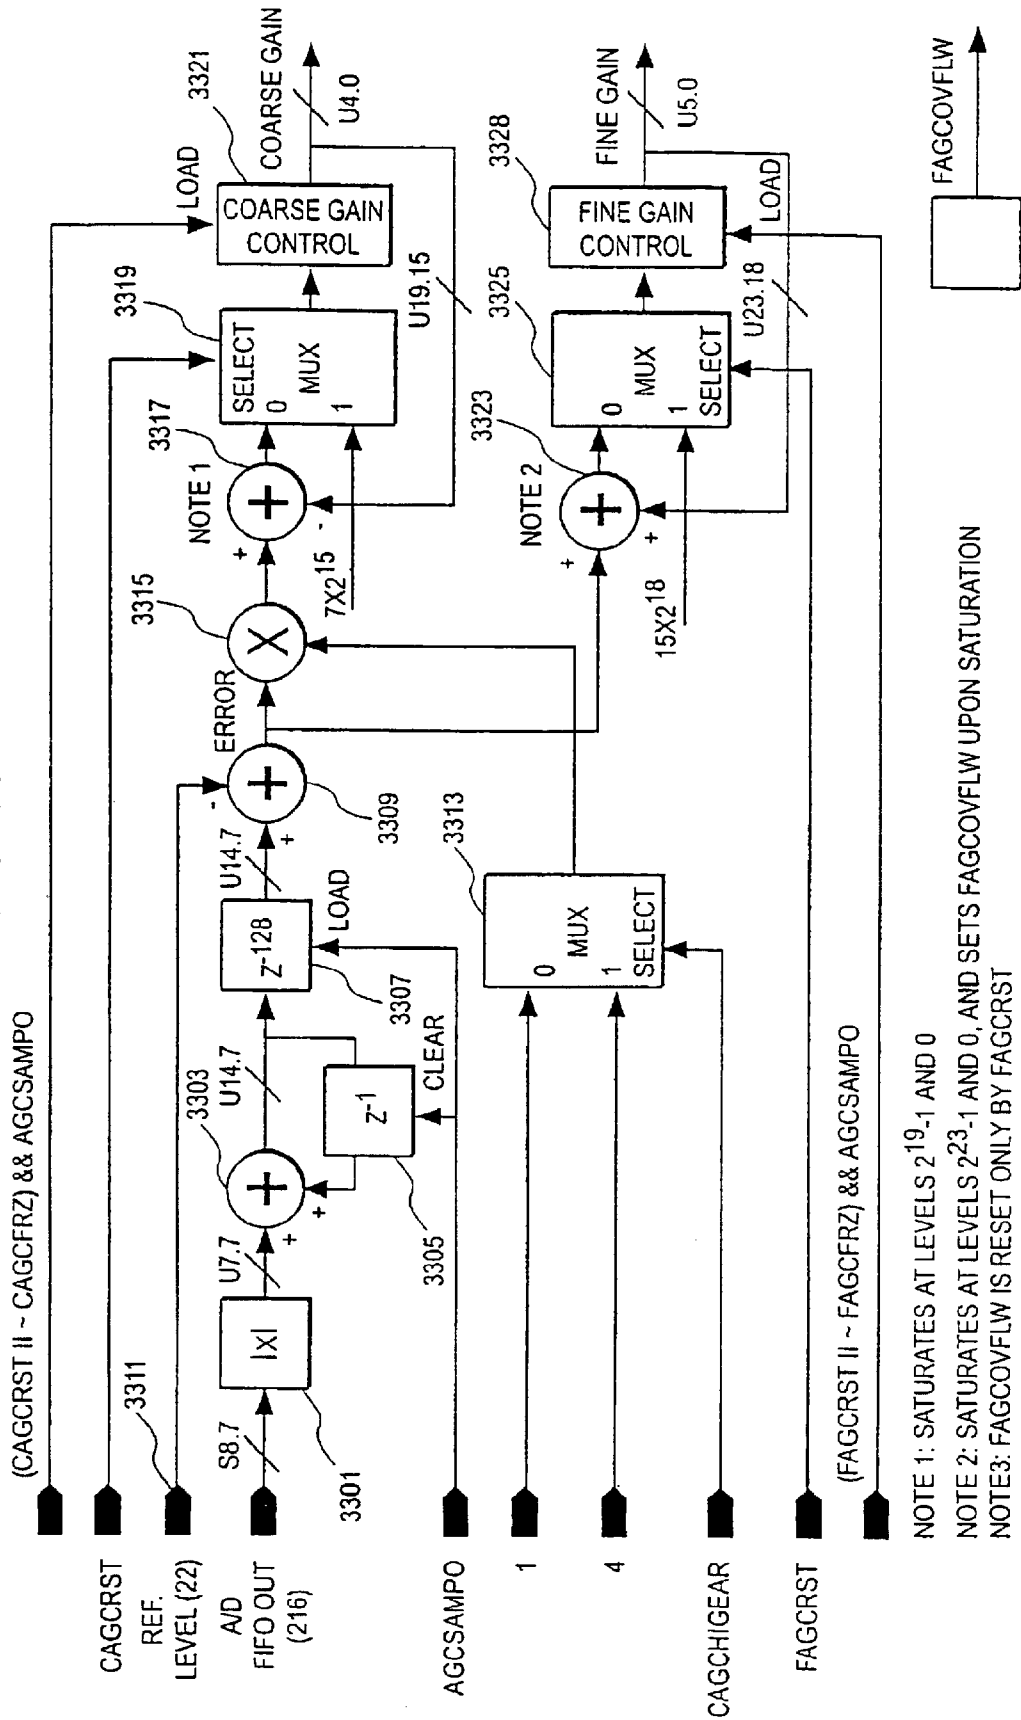 (CAGCRST II ~ CAGCFRZ) && AGCSAMPO
CAGCRST
REF.
LEVEL (22)
3311
A/D
FIFO OUT
(216)
S8.7
|x|
3301
U7.7
+
+
+
3303
U14.7
Z-1
3305
CLEAR
Z-128
3307
LOAD
U14.7
+
-
+
3309
ERROR
X
3315
+
-
+
NOTE 1
3317
7X2^15
SELECT
0
MUX
1
3319
COARSE GAIN
CONTROL
3321
LOAD
COARSE GAIN
U4.0
U19.15
AGCSAMPO
1
4
0
MUX
1
SELECT
3313
CAGCHIGEAR
FAGCRST
(FAGCRST II ~ FAGCFRZ) && AGCSAMPO
+
+
+
NOTE 2
3323
15X2^18
0
MUX
1
SELECT
3325
FINE GAIN
CONTROL
3328
LOAD
FINE GAIN
U5.0
U23.18
FAGCOVFLW
NOTE 1: SATURATES AT LEVELS 2^19-1 AND 0
NOTE 2: SATURATES AT LEVELS 2^23-1 AND 0, AND SETS FAGCOVFLW UPON SATURATION
NOTE3: FAGCOVFLW IS RESET ONLY BY FAGCRST